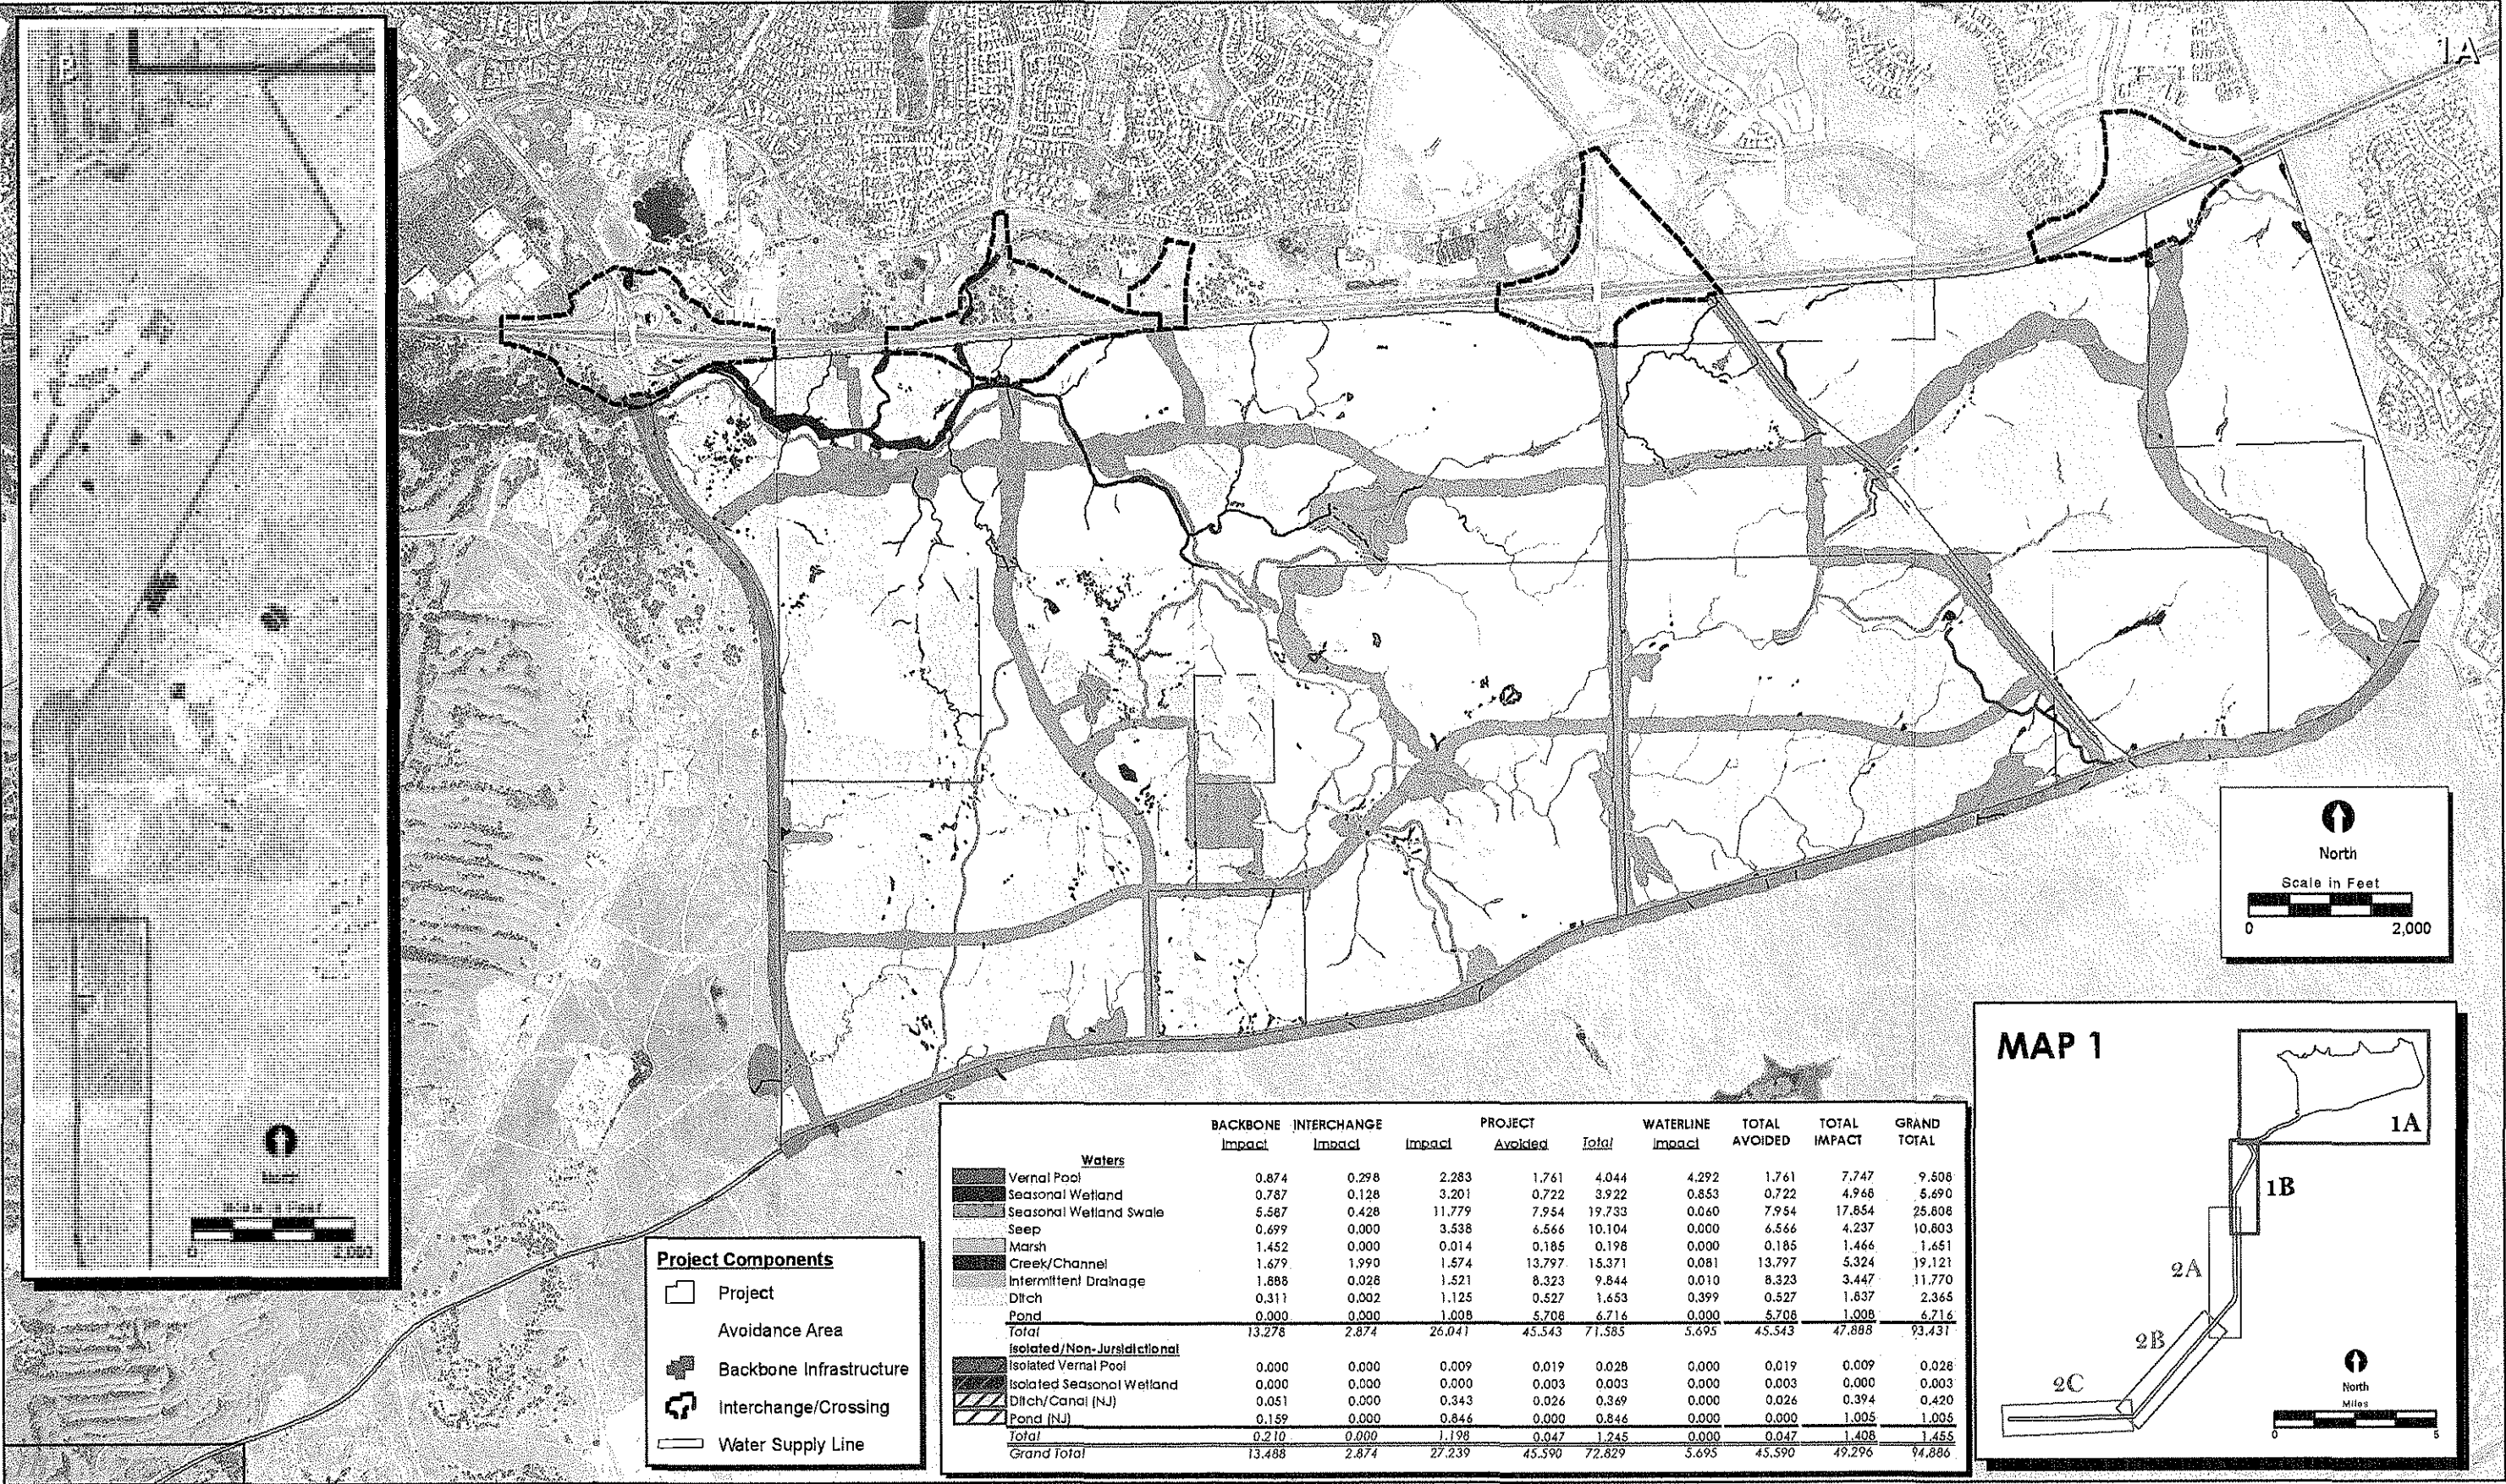 1A
1B
North
Scale in Feet
0 2,000
North
Scale in Feet
0 2,000
MAP 1
1A
1B
2A
2B
2C
North
Miles
0 5
Project Components
Project
Avoidance Area
Backbone Infrastructure
Interchange/Crossing
Water Supply Line
BACKBONE INTERCHANGE PROJECT WATERLINE TOTAL TOTAL GRAND
Impact Impact Impact Avoided Total Impact AVOIDED IMPACT TOTAL
Waters
Vernal Pool 0.874 0.298 2.283 1.761 4.044 4.292 1.761 7.747 9.508
Seasonal Wetland 0.787 0.128 3.201 0.722 3.922 0.853 0.722 4.968 5.690
Seasonal Wetland Swale 5.587 0.428 11.779 7.954 19.733 0.060 7.954 17.854 25.808
Seep 0.699 0.000 3.538 6.566 10.104 0.000 6.566 4.237 10.803
Marsh 1.452 0.000 0.014 0.185 0.198 0.000 0.185 1.466 1.651
Creek/Channel 1.679 1.990 1.574 13.797 15.371 0.081 13.797 5.324 19.121
Intermittent Drainage 1.888 0.028 1.521 8.323 9.844 0.010 8.323 3.447 11.770
Ditch 0.311 0.002 1.125 0.527 1.653 0.399 0.527 1.837 2.365
Pond 0.000 0.000 1.008 5.708 6.716 0.000 5.708 1.008 6.716
Total 13.278 2.874 26.041 45.543 71.585 5.695 45.543 47.888 93.431
Isolated/Non-Jursidictional
Isolated Vernal Pool 0.000 0.000 0.009 0.019 0.028 0.000 0.019 0.009 0.028
Isolated Seasonal Wetland 0.000 0.000 0.000 0.003 0.003 0.000 0.003 0.000 0.003
Ditch/Canal (NJ) 0.051 0.000 0.343 0.026 0.369 0.000 0.026 0.394 0.420
Pond (NJ) 0.159 0.000 0.846 0.000 0.846 0.000 0.000 1.005 1.005
Total 0.210 0.000 1.198 0.047 1.245 0.000 0.047 1.408 1.455
Grand Total 13.488 2.874 27.239 45.590 72.829 5.695 45.590 49.296 94.886